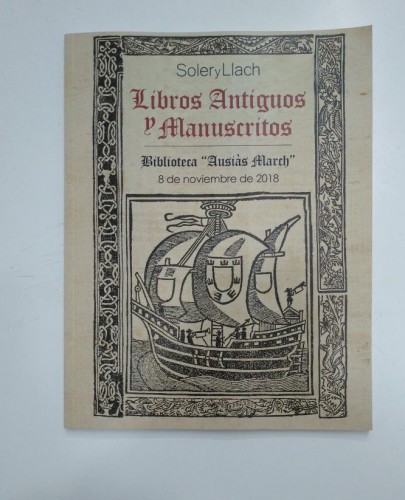 SoleryLlach
Libros Antiguos
y Manuscritos
Biblioteca "Ausiàs March"
8 de noviembre de 2018